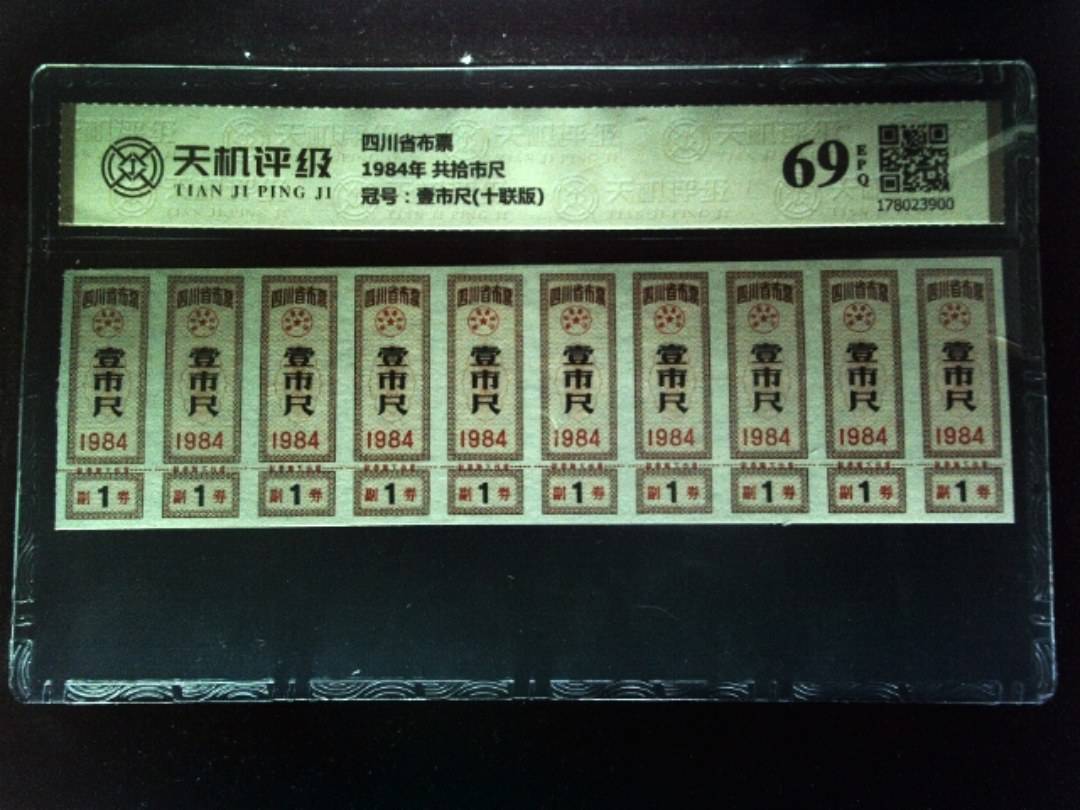 天机评级
TIAN JI PING JI
四川省布票
1984年 共拾市尺
冠号：壹市尺(十联版)
69
EPQ
178023900
四川省布票 四川省布票 四川省布票 四川省布票 四川省布票 四川省布票 四川省布票 四川省布票 四川省布票 四川省布票
壹市尺 壹市尺 壹市尺 壹市尺 壹市尺 壹市尺 壹市尺 壹市尺 壹市尺 壹市尺
1984 1984 1984 1984 1984 1984 1984 1984 1984 1984
副1券 副1券 副1券 副1券 副1券 副1券 副1券 副1券 副1券 副1券